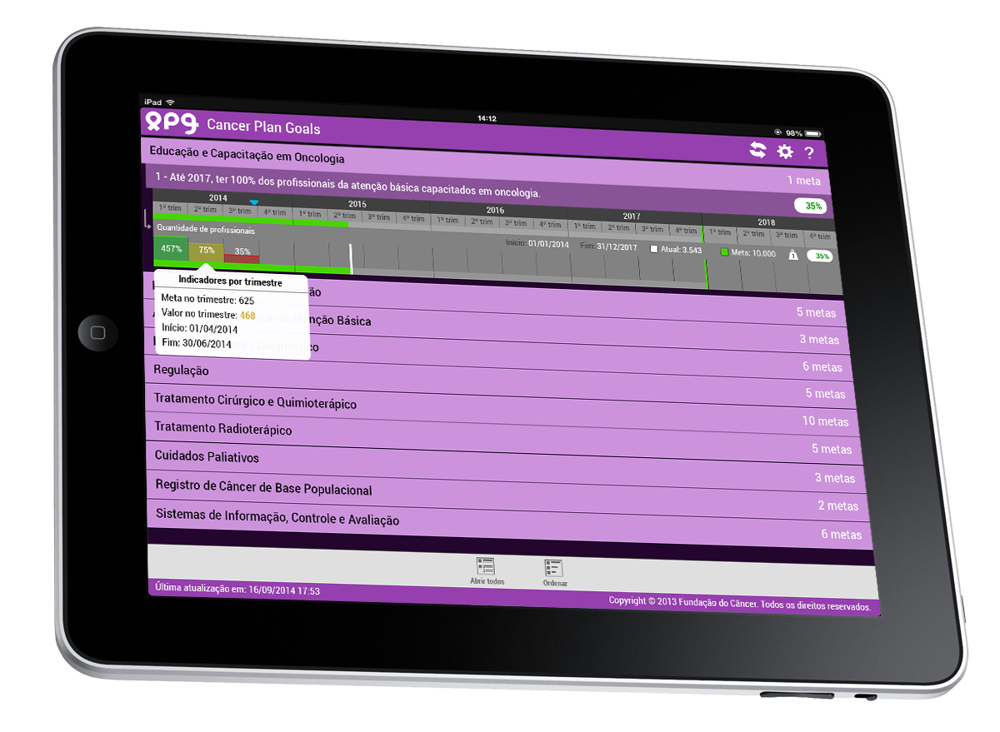 iPad
14:12
98%
cpg Cancer Plan Goals
?
Educação e Capacitação em Oncologia
1 meta
1 - Até 2017, ter 100% dos profissionais da atenção básica capacitados em oncologia.
35%
2014 2015 2016 2017 2018
1º trim 2º trim 3º trim 4º trim 1º trim 2º trim 3º trim 4º trim 1º trim 2º trim 3º trim 4º trim 1º trim 2º trim 3º trim 4º trim 1º trim 2º trim 3º trim 4º trim
Quantidade de profissionais
Início: 01/01/2014 Fim: 31/12/2017 Atual: 3.543 Meta: 10.000 1 35%
457% 75% 35%
Indicadores por trimestre
Meta no trimestre: 625
Valor no trimestre: 468
Início: 01/04/2014
Fim: 30/06/2014
5 metas
Atenção Básica
3 metas
6 metas
Regulação
5 metas
Tratamento Cirúrgico e Quimioterápico
10 metas
Tratamento Radioterápico
5 metas
Cuidados Paliativos
3 metas
Registro de Câncer de Base Populacional
2 metas
Sistemas de Informação, Controle e Avaliação
6 metas
Abrir todos
Ordenar
Última atualização em: 16/09/2014 17:53
Copyright © 2013 Fundação do Câncer. Todos os direitos reservados.